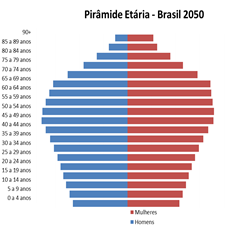 Pirâmide Etária - Brasil 2050
90+
85 a 89 anos
80 a 84 anos
75 a 79 anos
70 a 74 anos
65 a 69 anos
60 a 64 anos
55 a 59 anos
50 a 54 anos
45 a 49 anos
40 a 44 anos
35 a 39 anos
30 a 34 anos
25 a 29 anos
20 a 24 anos
15 a 19 anos
10 a 14 anos
5 a 9 anos
0 a 4 anos
Mulheres
Homens